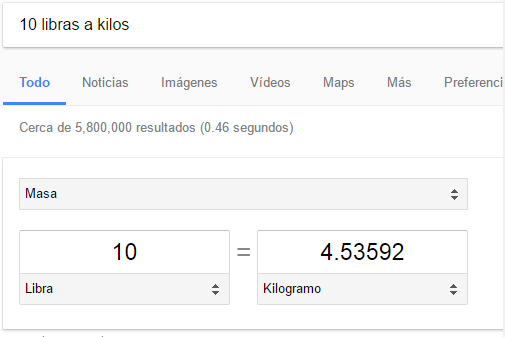 10 libras a kilos
Todo Noticias Imágenes Vídeos Maps Más Preferenci
Cerca de 5,800,000 resultados (0.46 segundos)
Masa
10 = 4.53592
Libra Kilogramo